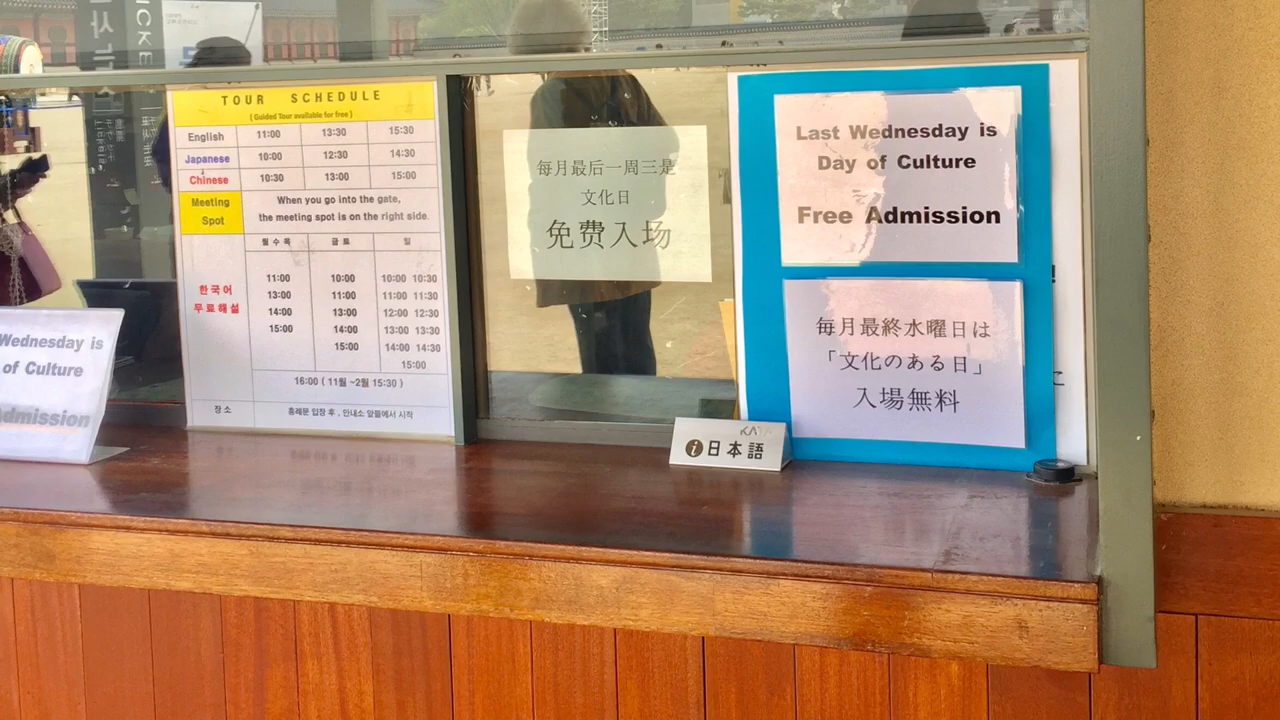 TOUR SCHEDULE
( Guided Tour available for free )
English 11:00 13:30 15:30
Japanese 10:00 12:30 14:30
Chinese 10:30 13:00 15:00
Meeting Spot
When you go into the gate,
the meeting spot is on the right side.
월수목 금토 일
한국어
무료해설
11:00 10:00 10:00 10:30
13:00 11:00 11:00 11:30
14:00 13:00 12:00 12:30
15:00 14:00 13:00 13:30
15:00 14:00 14:30
15:00
16:00 ( 11월 ~2월 15:30 )
장소 흥례문 입장 후, 안내소 앞뜰에서 시작
Wednesday is
of Culture
Admission
每月最后一周三是
文化日
免费入场
Last Wednesday is
Day of Culture
Free Admission
毎月最終水曜日は
「文化のある日」
入場無料
i日本語